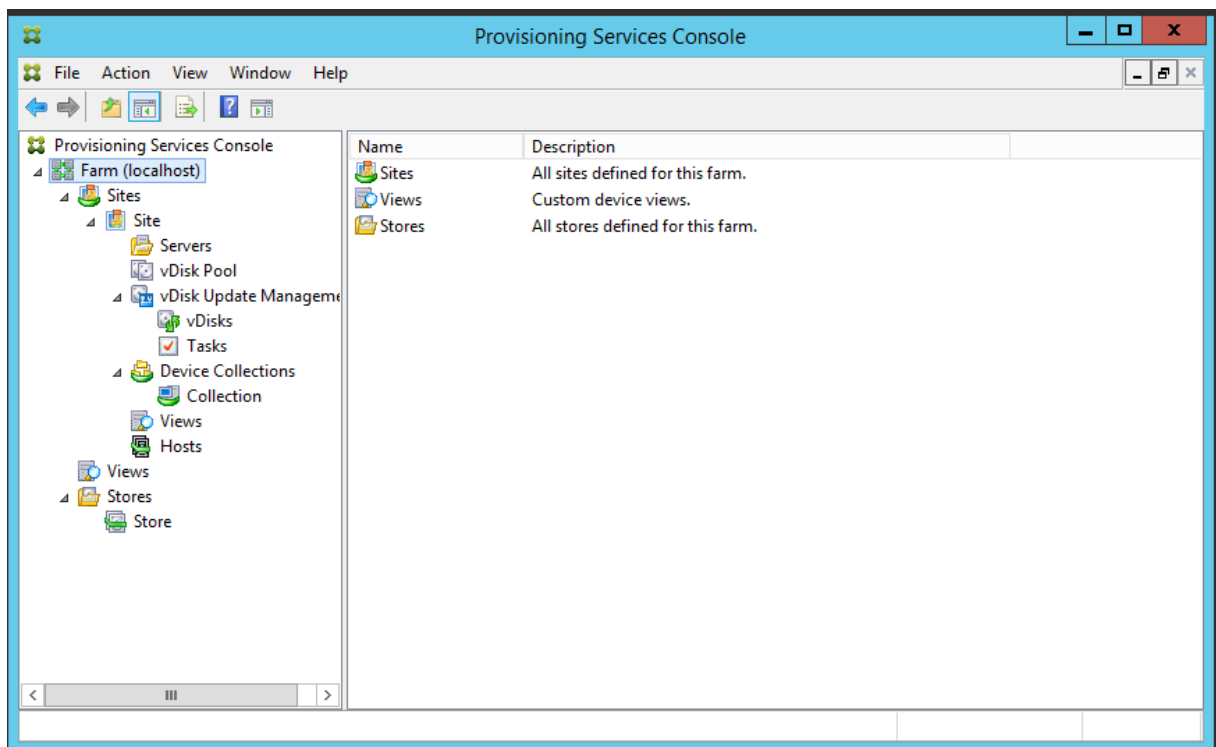 Provisioning Services Console
File Action View Window Help
Provisioning Services Console
Farm (localhost)
Sites
Site
Servers
vDisk Pool
vDisk Update Manageme
vDisks
Tasks
Device Collections
Collection
Views
Hosts
Views
Stores
Store
Name Description
Sites All sites defined for this farm.
Views Custom device views.
Stores All stores defined for this farm.